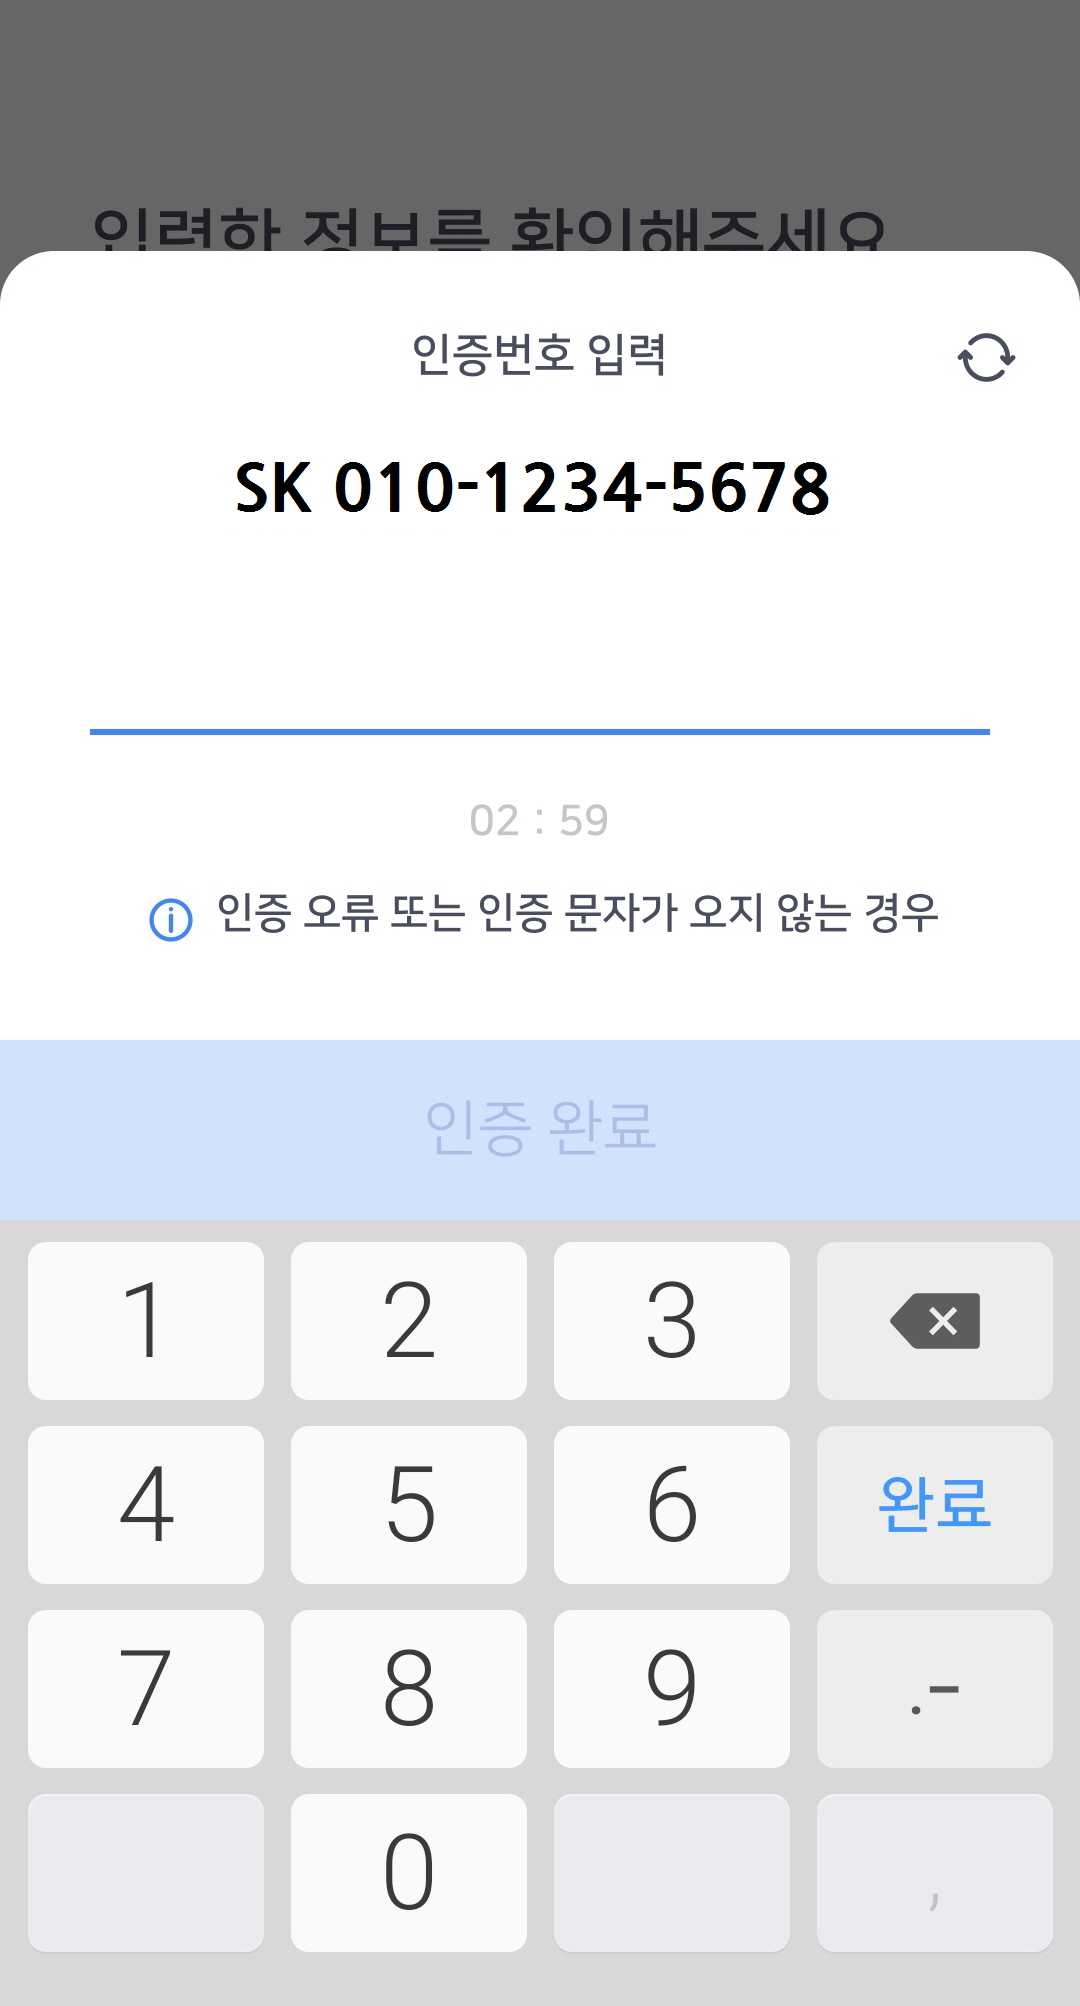 입력한 정보를 확인해주세요
인증번호 입력
SK 010-1234-5678
02 : 59
인증 오류 또는 인증 문자가 오지 않는 경우
인증 완료
1 2 3
4 5 6 완료
7 8 9 .-
0 ,